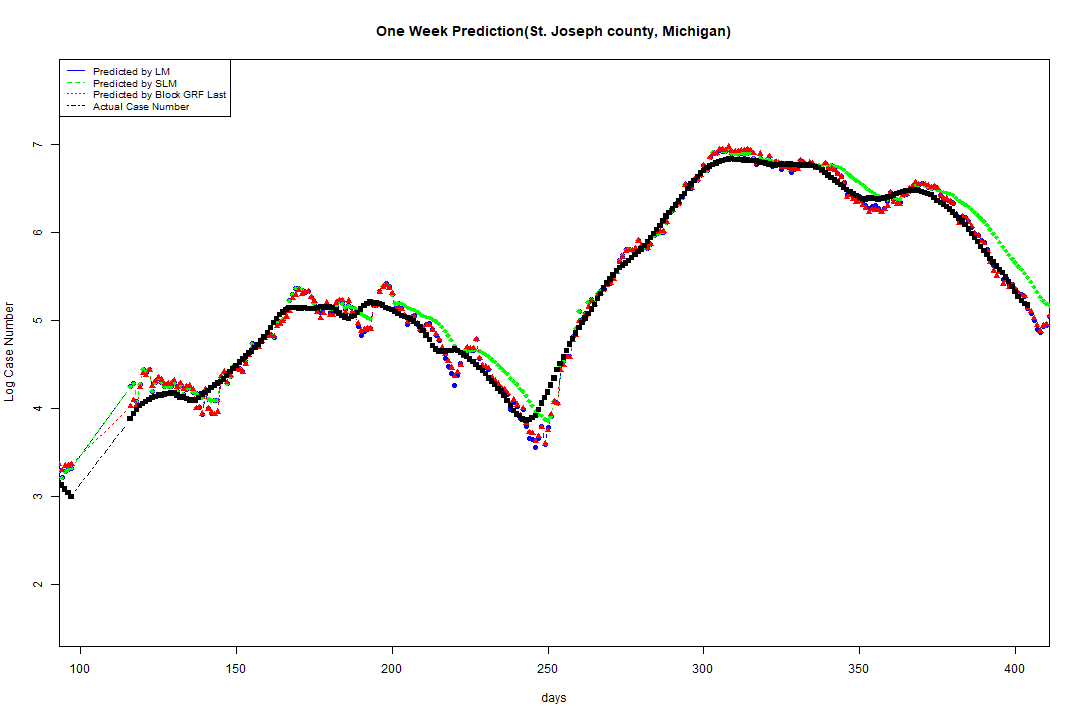 One Week Prediction(St. Joseph county, Michigan)
Predicted by LM
Predicted by SLM
Predicted by Block GRF Last
Actual Case Number
7
6
5
4
3
2
Log Case Number
100 150 200 250 300 350 400
days